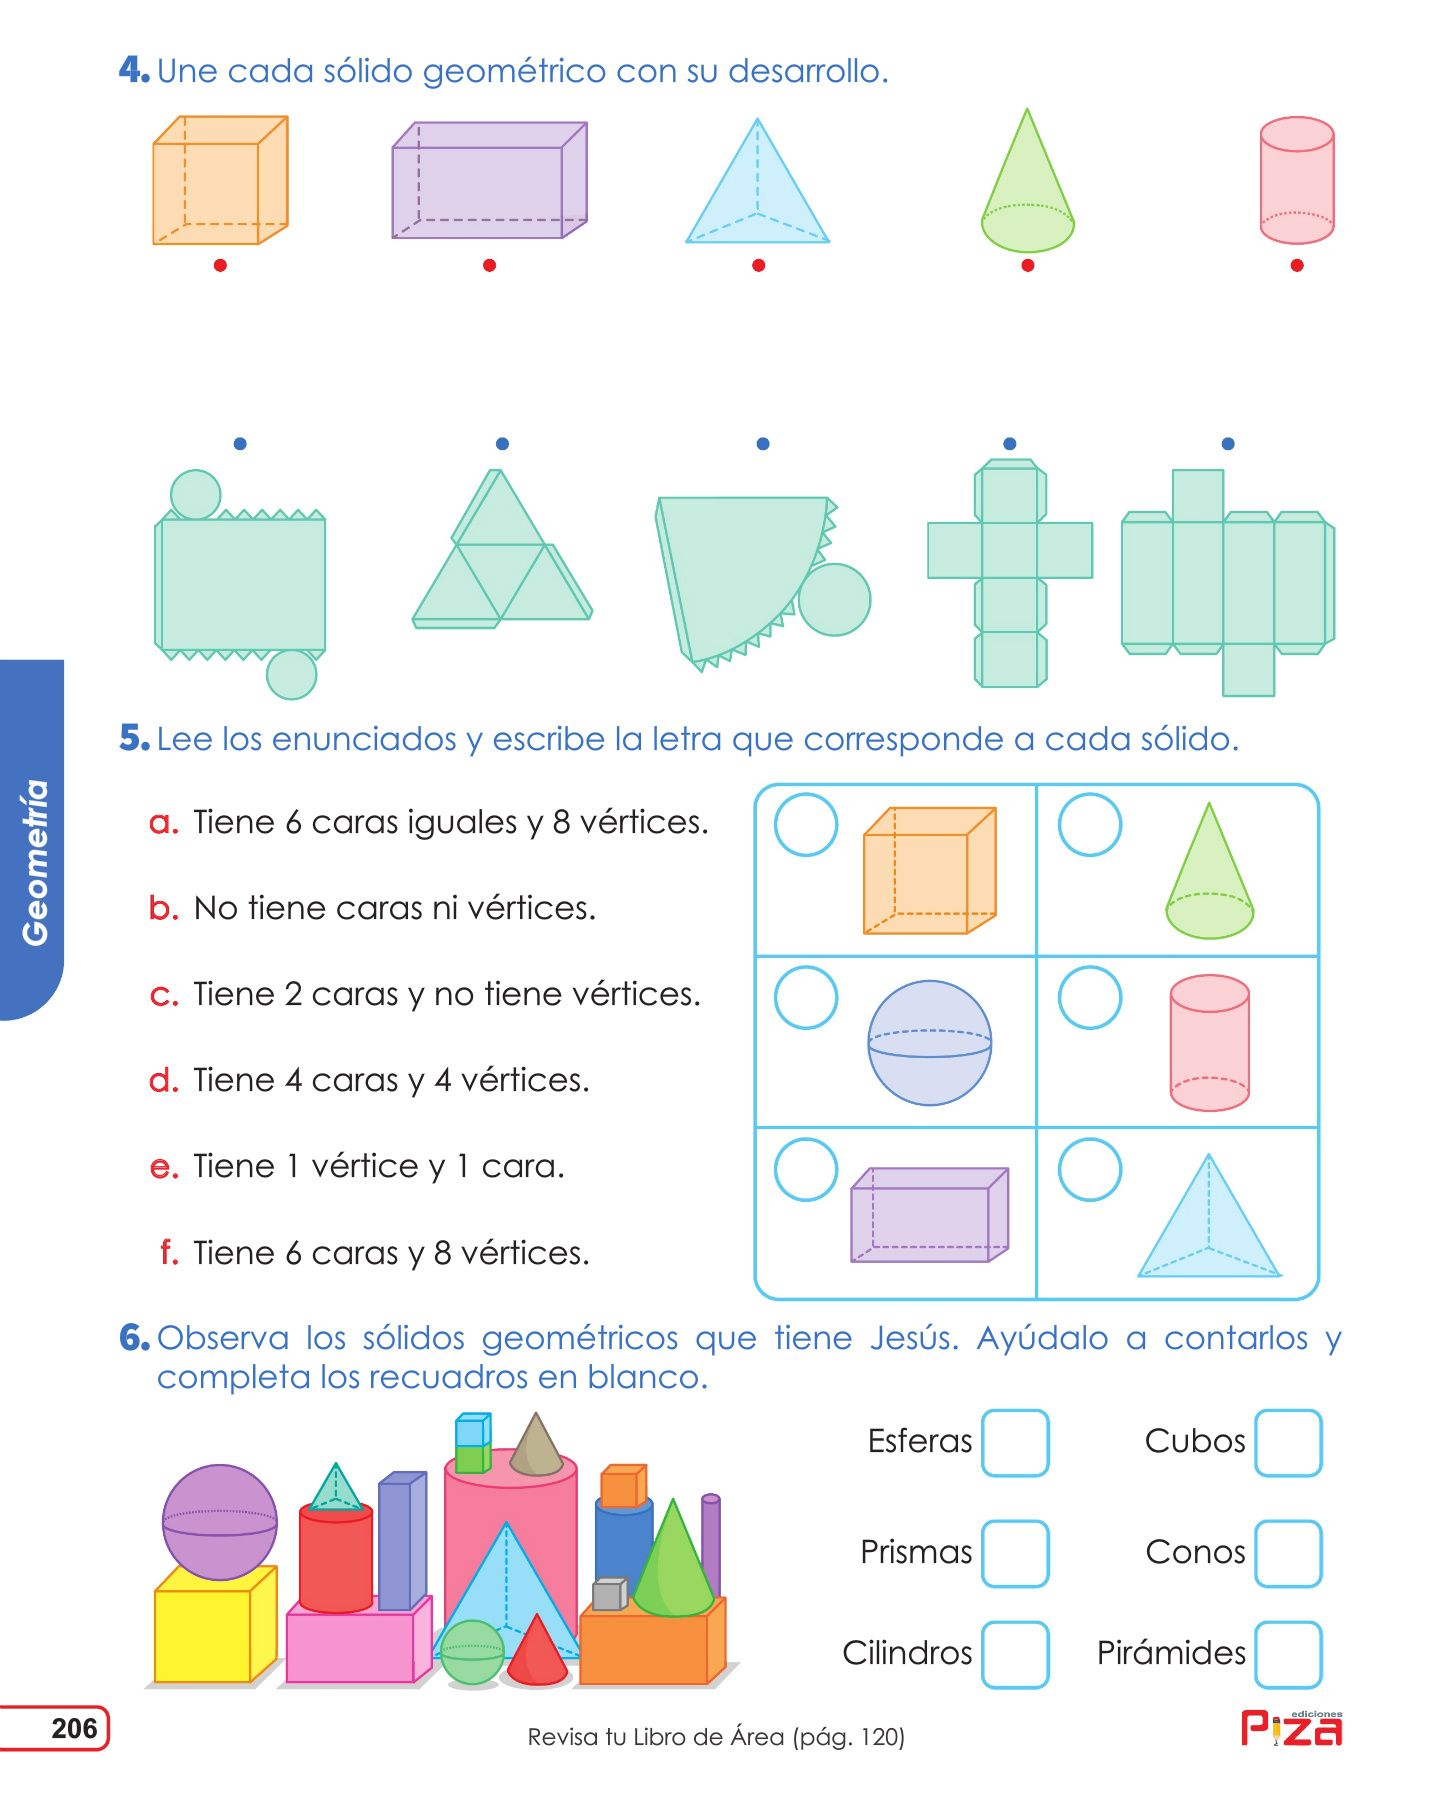 4. Une cada sólido geométrico con su desarrollo.
5. Lee los enunciados y escribe la letra que corresponde a cada sólido.
a. Tiene 6 caras iguales y 8 vértices.
b. No tiene caras ni vértices.
c. Tiene 2 caras y no tiene vértices.
d. Tiene 4 caras y 4 vértices.
e. Tiene 1 vértice y 1 cara.
f. Tiene 6 caras y 8 vértices.
Geometría
6. Observa los sólidos geométricos que tiene Jesús. Ayúdalo a contarlos y
completa los recuadros en blanco.
Esferas
Cubos
Prismas
Conos
Cilindros
Pirámides
206
Revisa tu Libro de Área (pág. 120)
ediciones
Piza